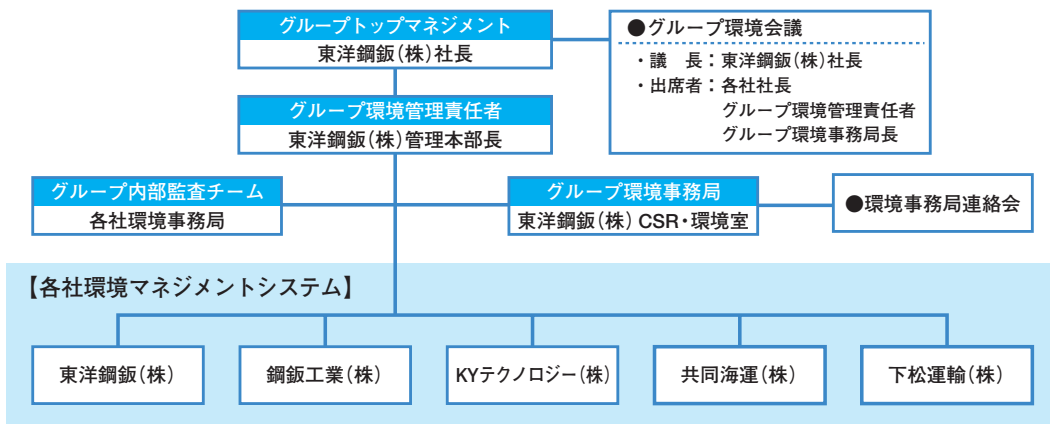 グループトップマネジメント
東洋鋼鈑(株)社長
●グループ環境会議
・議　長：東洋鋼鈑(株)社長
・出席者：各社社長
グループ環境管理責任者
グループ環境事務局長
グループ環境管理責任者
東洋鋼鈑(株)管理本部長
グループ内部監査チーム
各社環境事務局
グループ環境事務局
東洋鋼鈑(株) CSR・環境室
●環境事務局連絡会
【各社環境マネジメントシステム】
東洋鋼鈑(株)
鋼鈑工業(株)
KYテクノロジー(株)
共同海運(株)
下松運輸(株)